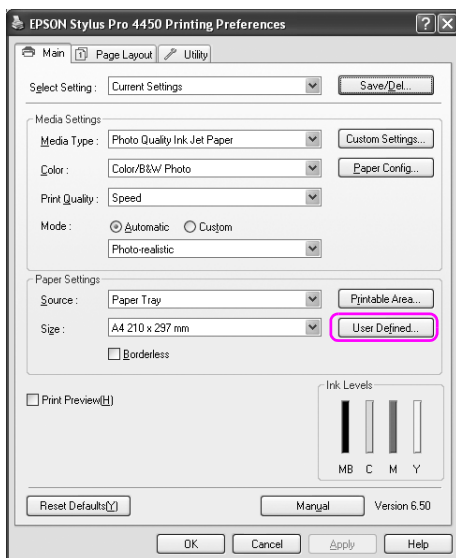 EPSON Stylus Pro 4450 Printing Preferences
Main Page Layout Utility
Select Setting : Current Settings Save/Del...
Media Settings
Media Type : Photo Quality Ink Jet Paper Custom Settings...
Color : Color/B&W Photo Paper Config...
Print Quality : Speed
Mode : Automatic Custom
Photo-realistic
Paper Settings
Source : Paper Tray Printable Area...
Size : A4 210 x 297 mm User Defined...
Borderless
Print Preview(H)
Ink Levels
MB C M Y
Reset Defaults(Y) Manual Version 6.50
OK Cancel Apply Help